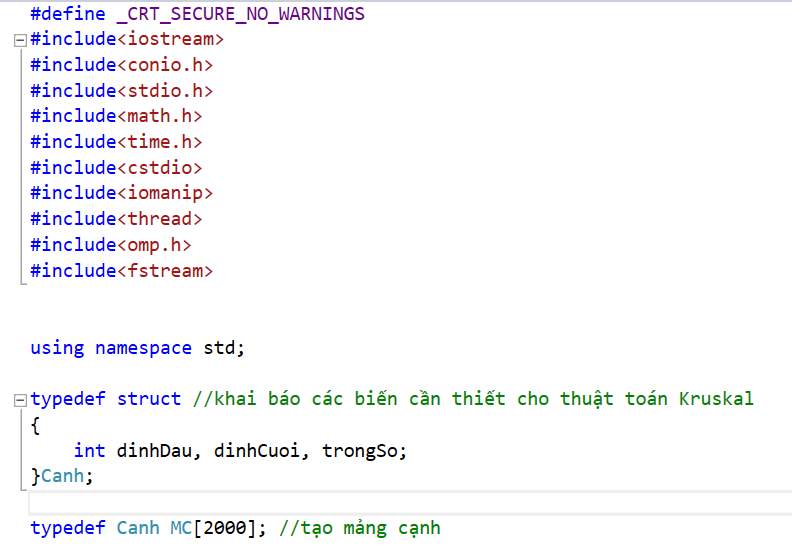 #define _CRT_SECURE_NO_WARNINGS
#include<iostream>
#include<conio.h>
#include<stdio.h>
#include<math.h>
#include<time.h>
#include<cstdio>
#include<iomanip>
#include<thread>
#include<omp.h>
#include<fstream>
using namespace std;
typedef struct //khai báo các biến cần thiết cho thuật toán Kruskal
{
    int dinhDau, dinhCuoi, trongSo;
}Canh;
typedef Canh MC[2000]; //tạo mảng cạnh